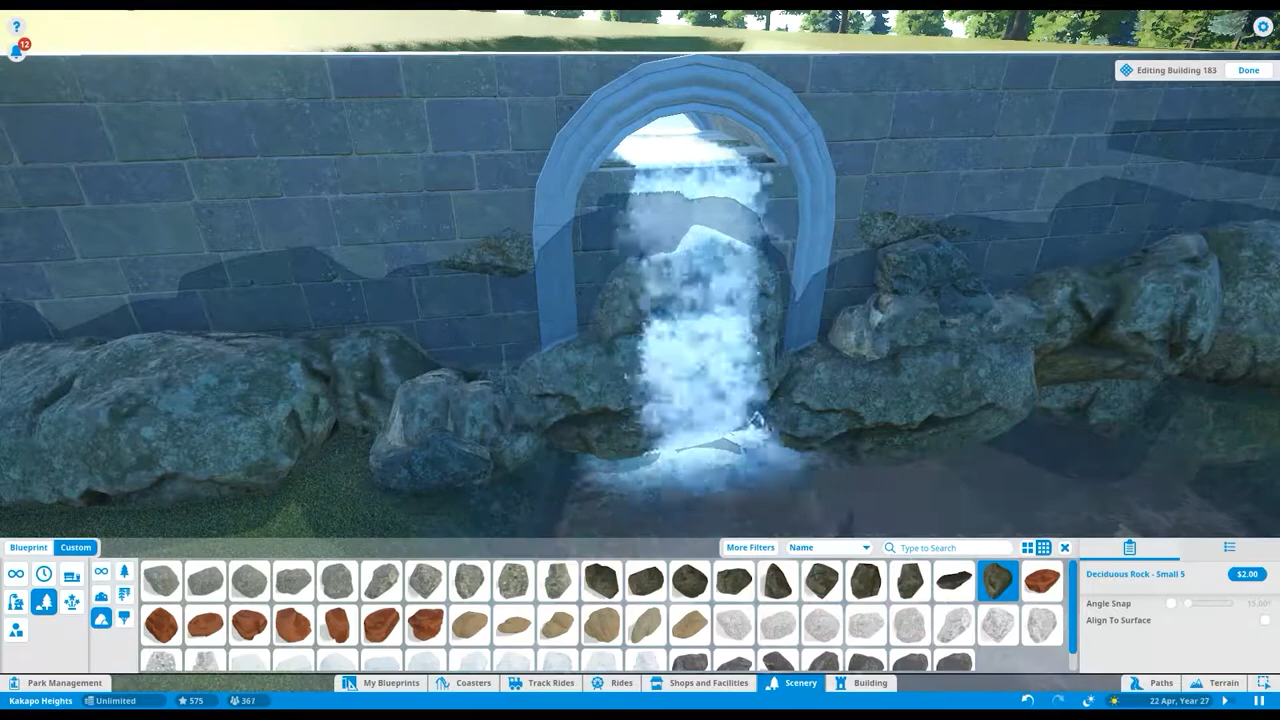 ?
12
Editing Building 183 Done
Blueprint Custom More Filters Name Type to Search
Deciduous Rock - Small 5 $2.00
Angle Snap 15.00°
Align To Surface
Park Management My Blueprints Coasters Track Rides Rides Shops and Facilities Scenery Building Paths Terrain
Kakapo Heights Unlimited 575 367 22 Apr, Year 27